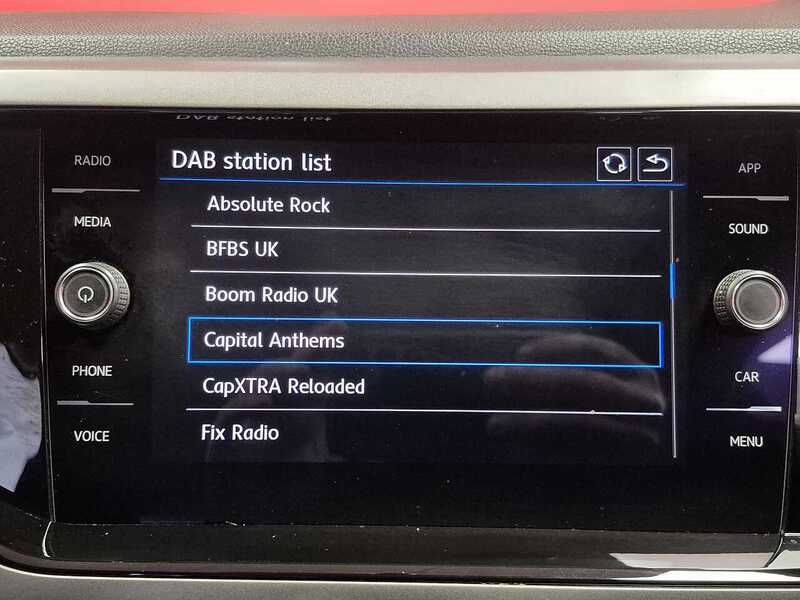 RADIO
MEDIA
PHONE
VOICE
DAB station list
Absolute Rock
BFBS UK
Boom Radio UK
Capital Anthems
CapXTRA Reloaded
Fix Radio
APP
SOUND
CAR
MENU